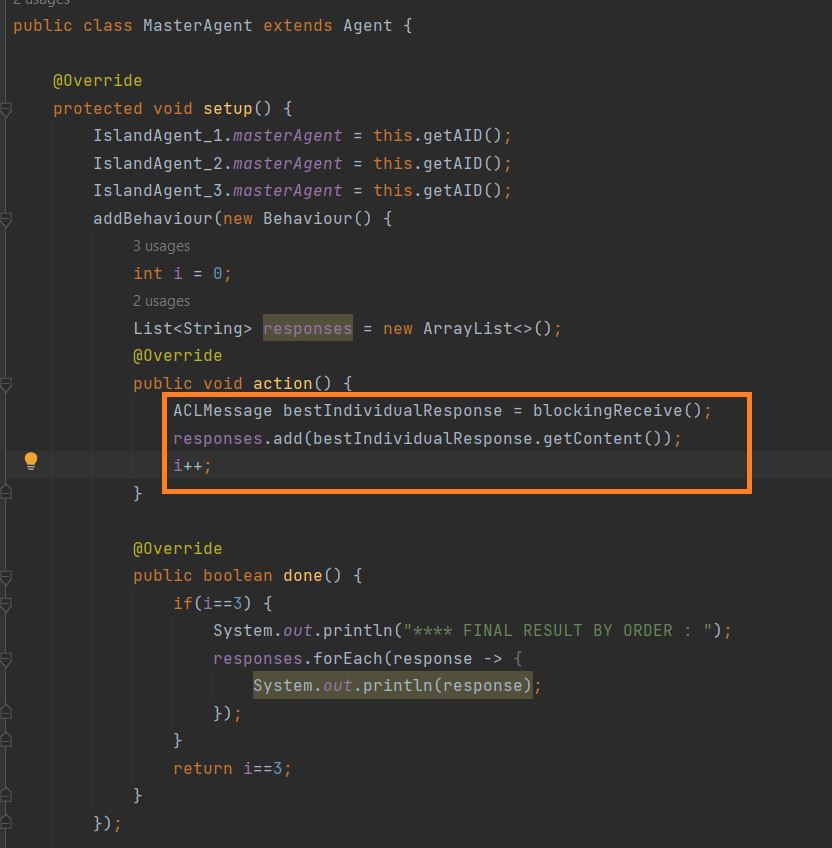 2 usages
public class MasterAgent extends Agent {
@Override
protected void setup() {
IslandAgent_1.masterAgent = this.getAID();
IslandAgent_2.masterAgent = this.getAID();
IslandAgent_3.masterAgent = this.getAID();
addBehaviour(new Behaviour() {
3 usages
int i = 0;
2 usages
List<String> responses = new ArrayList<>();
@Override
public void action() {
ACLMessage bestIndividualResponse = blockingReceive();
responses.add(bestIndividualResponse.getContent());
i++;
}
@Override
public boolean done() {
if(i==3) {
System.out.println("**** FINAL RESULT BY ORDER : ");
responses.forEach(response -> {
System.out.println(response);
});
}
return i==3;
}
});